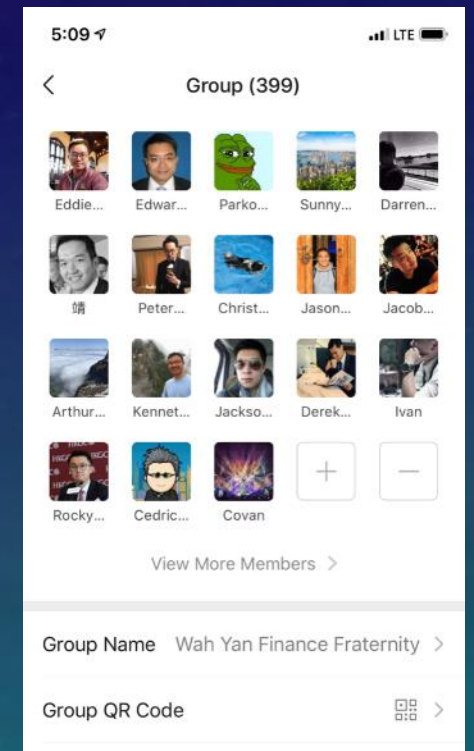 5:09 LTE
Group (399)
Eddie... Edwar... Parko... Sunny... Darren...
靖 Peter... Christ... Jason... Jacob...
Arthur... Kennet... Jackso... Derek... Ivan
Rocky... Cedric... Covan
View More Members
Group Name Wah Yan Finance Fraternity
Group QR Code